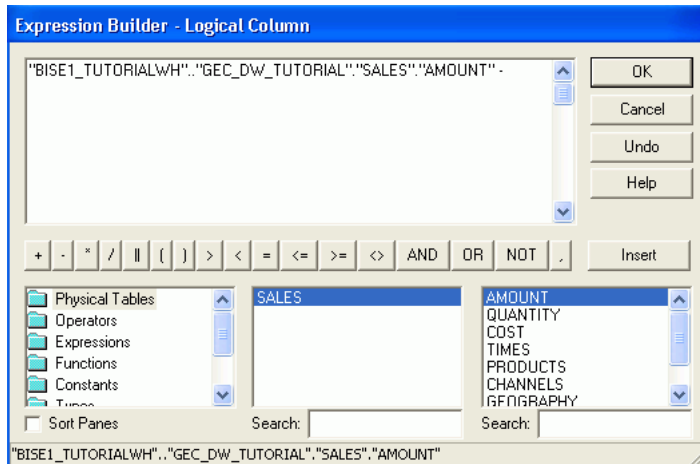 Expression Builder - Logical Column
"BISE1_TUTORIALWH".."GEC_DW_TUTORIAL"."SALES"."AMOUNT" -
OK
Cancel
Undo
Help
+ - * / || ( ) > < = <= >= <> AND OR NOT , Insert
Physical Tables
Operators
Expressions
Functions
Constants
Types
SALES
AMOUNT
QUANTITY
COST
TIMES
PRODUCTS
CHANNELS
GEOGRAPHY
Sort Panes Search: Search:
"BISE1_TUTORIALWH".."GEC_DW_TUTORIAL"."SALES"."AMOUNT"